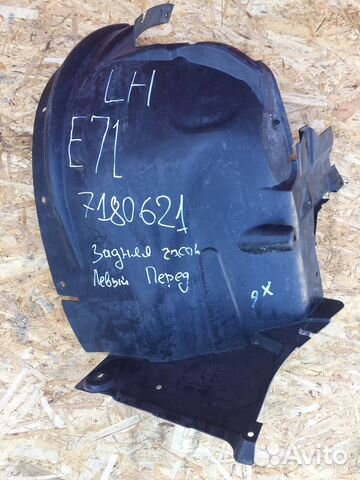 LH
E71
7180621
Задняя часть
Левый Перед
9X
Avito